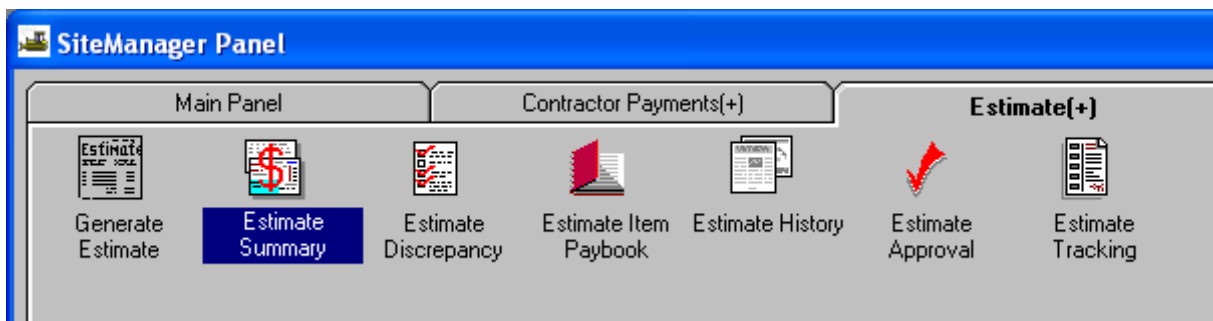 SiteManager Panel
Main Panel
Contractor Payments(+)
Estimate(+)
Estimate
Generate
Estimate
Estimate
Summary
Estimate
Discrepancy
Estimate Item
Paybook
Estimate History
Estimate
Approval
Estimate
Tracking